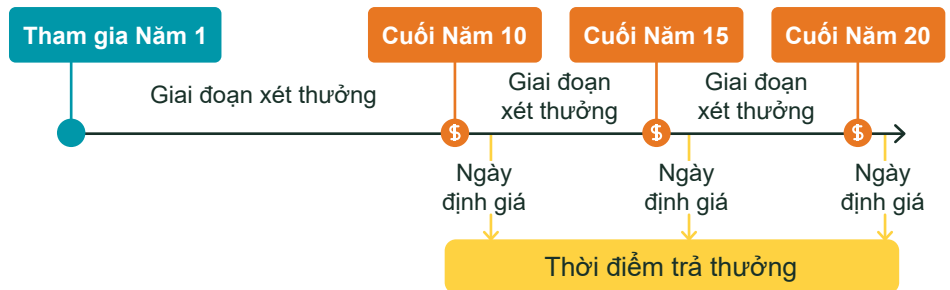 Tham gia Năm 1
Cuối Năm 10
Cuối Năm 15
Cuối Năm 20
Giai đoạn xét thưởng
Giai đoạn
xét thưởng
Giai đoạn
xét thưởng
$
$
$
Ngày
định giá
Ngày
định giá
Ngày
định giá
Thời điểm trả thưởng